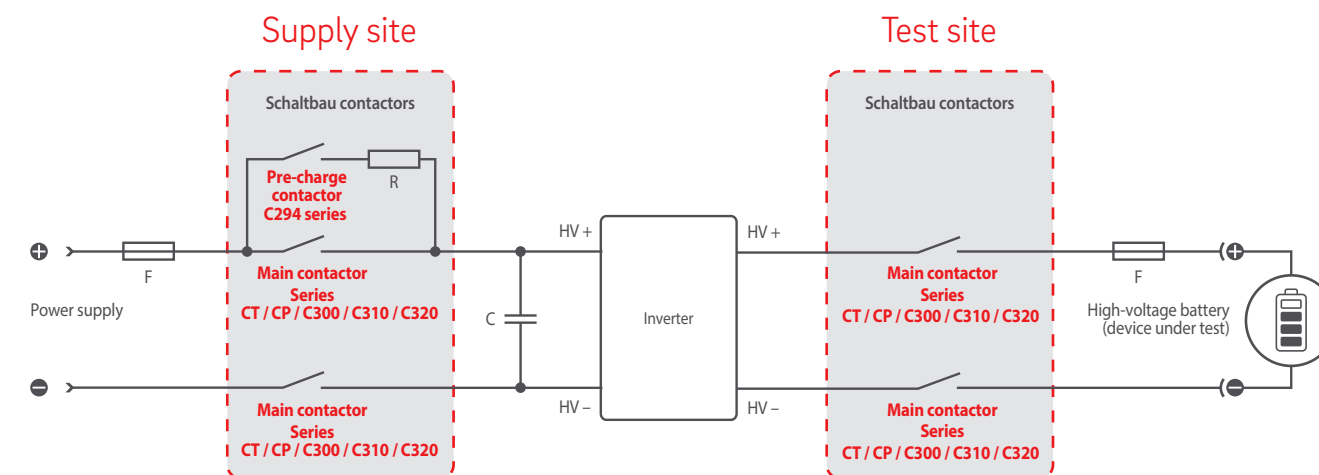 Supply site
Test site
Schaltbau contactors
Schaltbau contactors
R
Pre-charge
contactor
C294 series
HV +
HV +
F
Main contactor
Series
CT / CP / C300 / C310 / C320
Main contactor
Series
CT / CP / C300 / C310 / C320
F
Power supply
C
Inverter
High-voltage battery
(device under test)
HV –
HV –
Main contactor
Series
CT / CP / C300 / C310 / C320
Main contactor
Series
CT / CP / C300 / C310 / C320